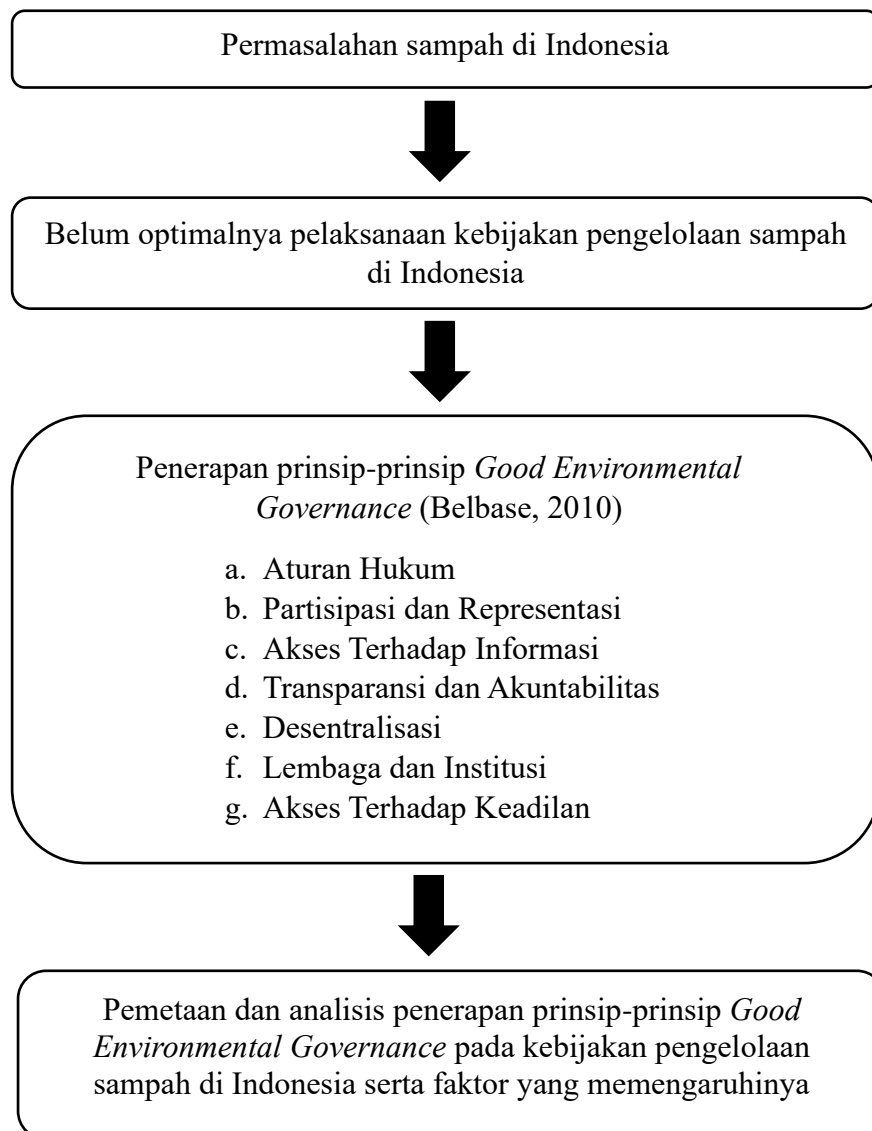 Permasalahan sampah di Indonesia
Belum optimalnya pelaksanaan kebijakan pengelolaan sampah
di Indonesia
Penerapan prinsip-prinsip Good Environmental
Governance (Belbase, 2010)
a. Aturan Hukum
b. Partisipasi dan Representasi
c. Akses Terhadap Informasi
d. Transparansi dan Akuntabilitas
e. Desentralisasi
f. Lembaga dan Institusi
g. Akses Terhadap Keadilan
Pemetaan dan analisis penerapan prinsip-prinsip Good
Environmental Governance pada kebijakan pengelolaan
sampah di Indonesia serta faktor yang memengaruhinya